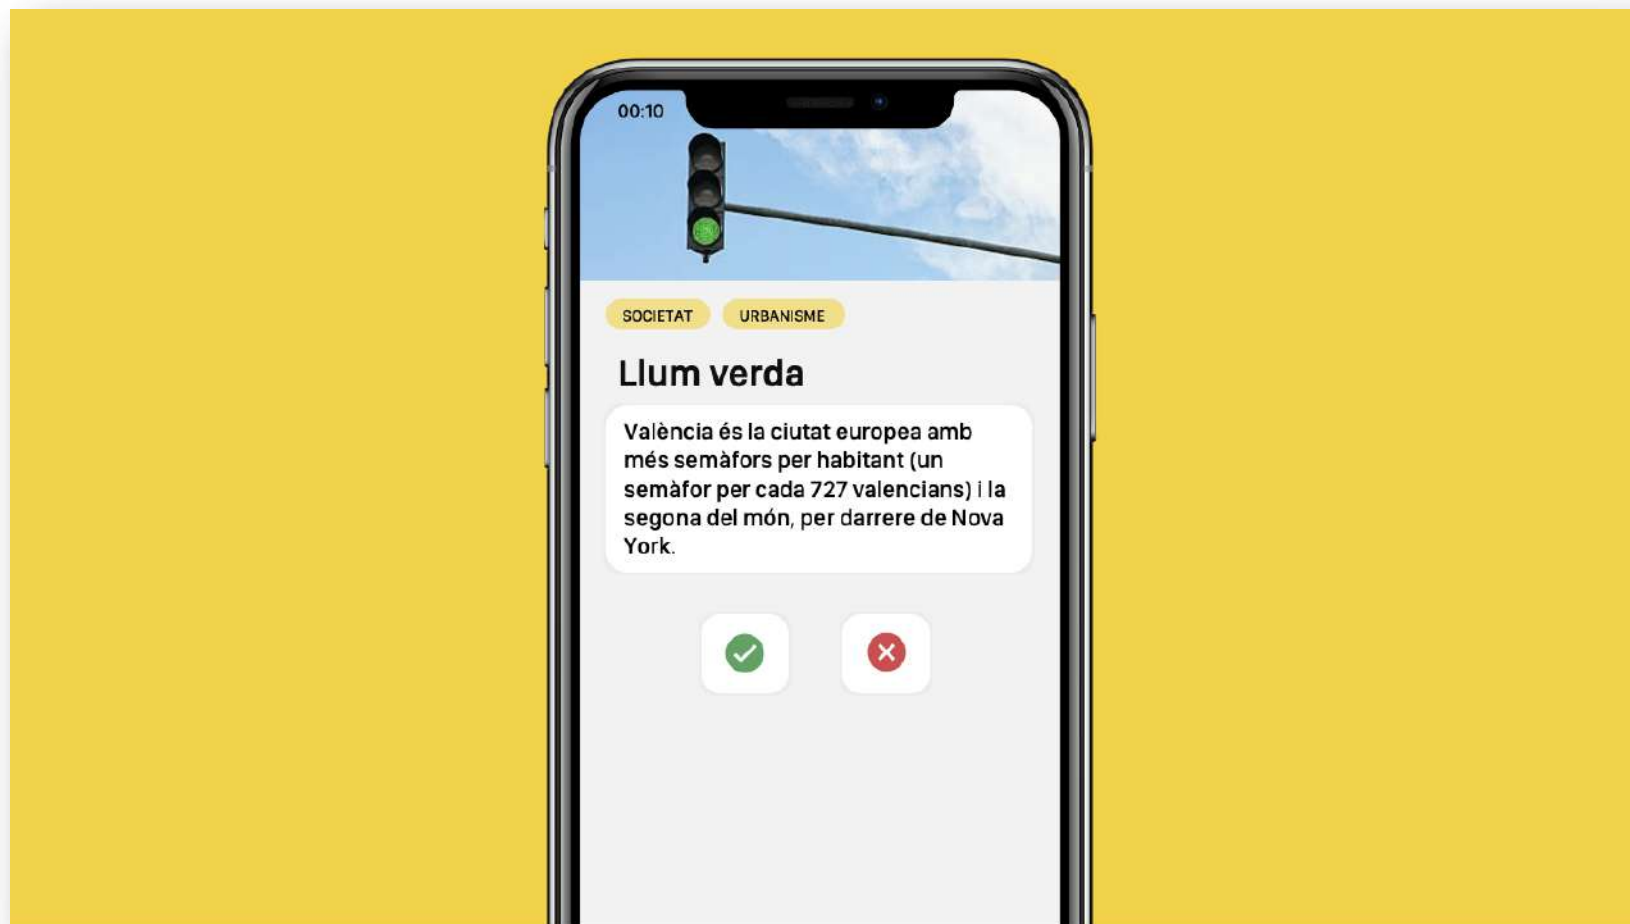 00:10
SOCIETAT URBANISME
Llum verda
València és la ciutat europea amb
més semàfors per habitant (un
semàfor per cada 727 valencians) i la
segona del món, per darrere de Nova
York.